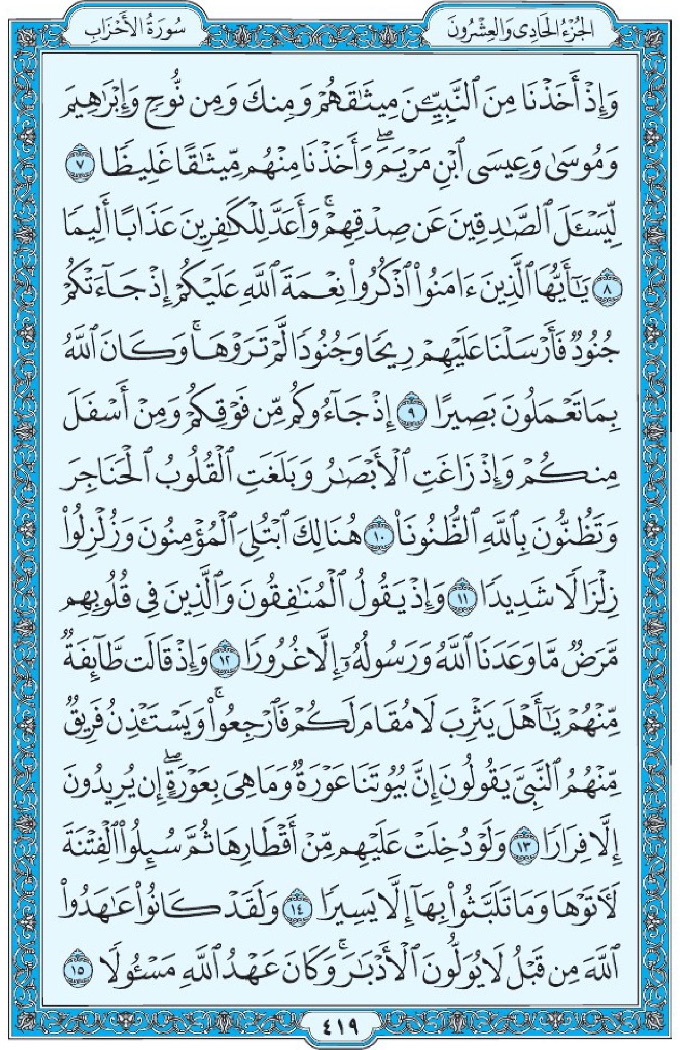 الجُزْءُ الحَادِي وَالعِشْرُونَ
سُورَةُ الأَحْزَابِ
وَإِذْ أَخَذْنَا مِنَ ٱلنَّبِيِّـۧنَ مِيثَٰقَهُمْ وَمِنكَ وَمِن نُّوحٍ وَإِبْرَٰهِيمَ
وَمُوسَىٰ وَعِيسَى ٱبْنِ مَرْيَمَۖ وَأَخَذْنَا مِنْهُم مِّيثَٰقًا غَلِيظًا ٧
لِّيَسْـَٔلَ ٱلصَّٰدِقِينَ عَن صِدْقِهِمْۚ وَأَعَدَّ لِلْكَٰفِرِينَ عَذَابًا أَلِيمًا
٨ يَٰٓأَيُّهَا ٱلَّذِينَ ءَامَنُوا۟ ٱذْكُرُوا۟ نِعْمَةَ ٱللَّهِ عَلَيْكُمْ إِذْ جَآءَتْكُمْ
جُنُودٌ فَأَرْسَلْنَا عَلَيْهِمْ رِيحًا وَجُنُودًا لَّمْ تَرَوْهَاۚ وَكَانَ ٱللَّهُ
بِمَا تَعْمَلُونَ بَصِيرًا ٩ إِذْ جَآءُوكُم مِّن فَوْقِكُمْ وَمِنْ أَسْفَلَ
مِنكُمْ وَإِذْ زَاغَتِ ٱلْأَبْصَٰرُ وَبَلَغَتِ ٱلْقُلُوبُ ٱلْحَنَاجِرَ
وَتَظُنُّونَ بِٱللَّهِ ٱلظُّنُونَا۠ ١٠ هُنَالِكَ ٱبْتُلِىَ ٱلْمُؤْمِنُونَ وَزُلْزِلُوا۟
زِلْزَالًا شَدِيدًا ١١ وَإِذْ يَقُولُ ٱلْمُنَٰفِقُونَ وَٱلَّذِينَ فِى قُلُوبِهِم
مَّرَضٌ مَّا وَعَدَنَا ٱللَّهُ وَرَسُولُهُۥٓ إِلَّا غُرُورًا ١٢ وَإِذْ قَالَت طَّآئِفَةٌ
مِّنْهُمْ يَٰٓأَهْلَ يَثْرِبَ لَا مُقَامَ لَكُمْ فَٱرْجِعُوا۟ۚ وَيَسْتَـْٔذِنُ فَرِيقٌ
مِّنْهُمُ ٱلنَّبِىَّ يَقُولُونَ إِنَّ بُيُوتَنَا عَوْرَةٌ وَمَا هِىَ بِعَوْرَةٍۖ إِن يُرِيدُونَ
إِلَّا فِرَارًا ١٣ وَلَوْ دُخِلَتْ عَلَيْهِم مِّنْ أَقْطَارِهَا ثُمَّ سُئِلُوا۟ ٱلْفِتْنَةَ
لَـَٔاتَوْهَا وَمَا تَلَبَّثُوا۟ بِهَآ إِلَّا يَسِيرًا ١٤ وَلَقَدْ كَانُوا۟ عَٰهَدُوا۟
ٱللَّهَ مِن قَبْلُ لَا يُوَلُّونَ ٱلْأَدْبَٰرَۚ وَكَانَ عَهْدُ ٱللَّهِ مَسْـُٔولًا ١٥
٤١٩